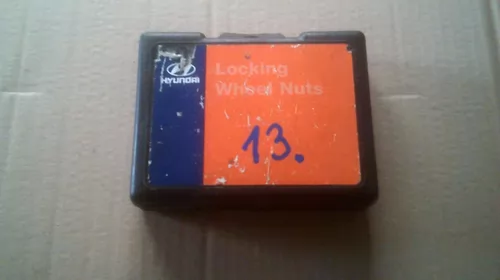 HYUNDAI
Locking
Wheel Nuts
13.